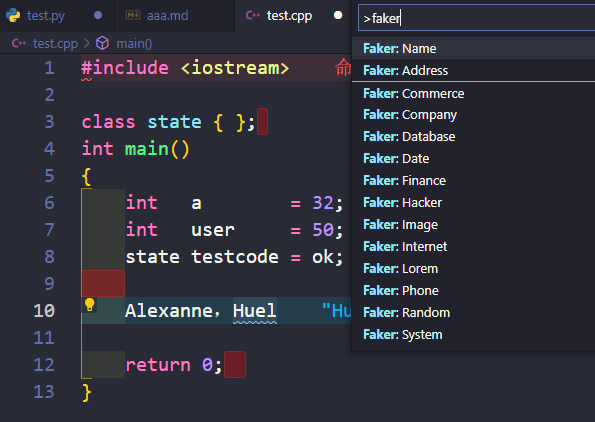 test.py
aaa.md
test.cpp
>faker
test.cpp > main()
Faker: Name
Faker: Address
Faker: Commerce
Faker: Company
Faker: Database
Faker: Date
Faker: Finance
Faker: Hacker
Faker: Image
Faker: Internet
Faker: Lorem
Faker: Phone
Faker: Random
Faker: System
1 #include <iostream> 命
2
3 class state { };
4 int main()
5 {
6 int a = 32;
7 int user = 50;
8 state testcode = ok;
9
10 Alexanne，Huel "Hu
11
12 return 0;
13 }